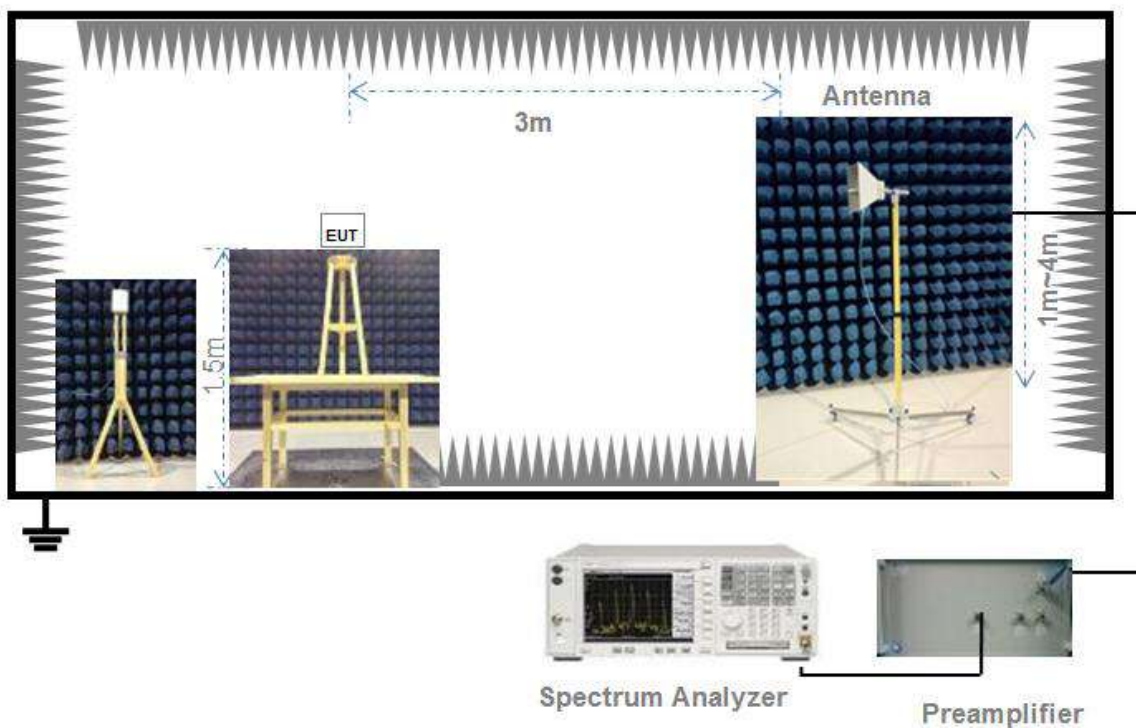 Antenna
3m
EUT
1.5m
1m~4m
Spectrum Analyzer
Preamplifier